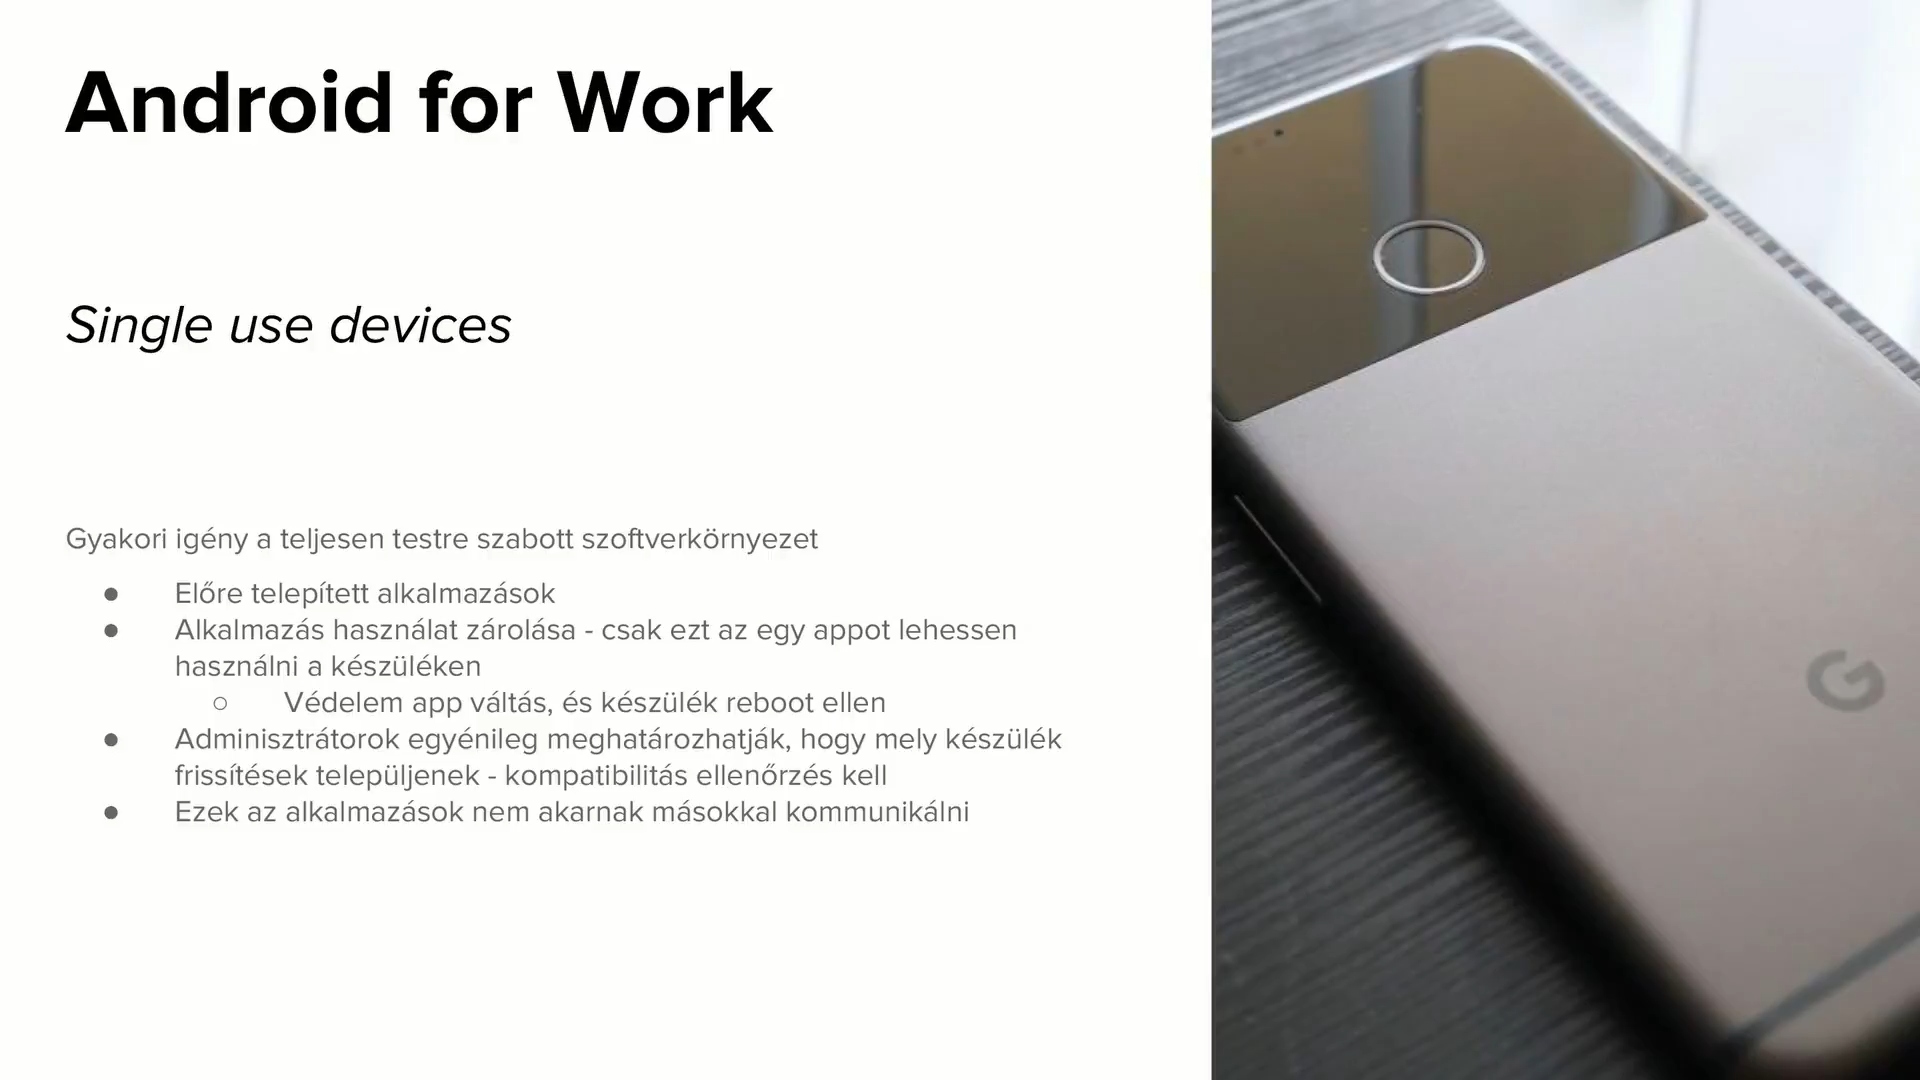 Android for Work
Single use devices
Gyakori igény a teljesen testre szabott szoftverkörnyezet
● Előre telepített alkalmazások
● Alkalmazás használat zárolása - csak ezt az egy appot lehessen
használni a készüléken
○ Védelem app váltás, és készülék reboot ellen
● Adminisztrátorok egyénileg meghatározhatják, hogy mely készülék
frissítések települjenek - kompatibilitás ellenőrzés kell
● Ezek az alkalmazások nem akarnak másokkal kommunikálni
G